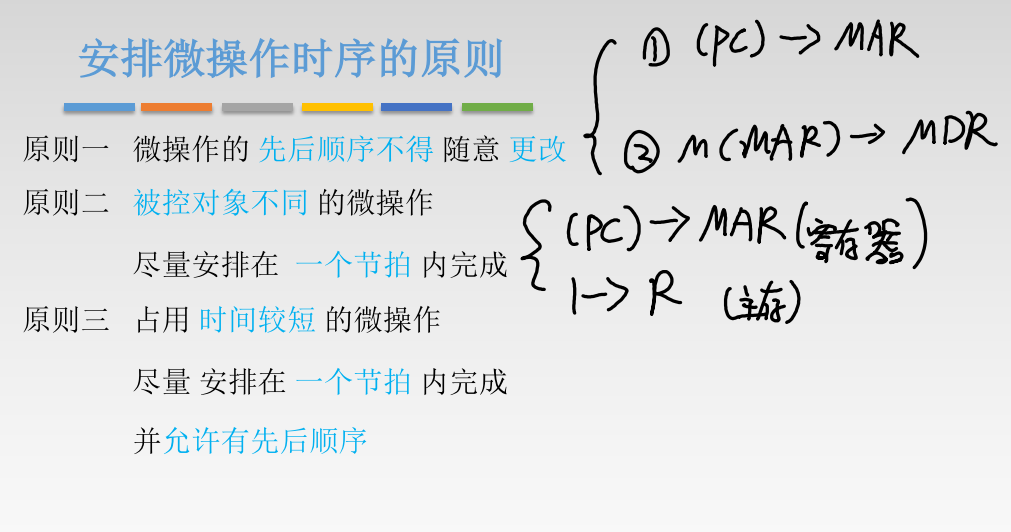 安排微操作时序的原则
① (PC) → MAR
原则一 微操作的 先后顺序不得 随意 更改
② M(MAR) → MDR
原则二 被控对象不同 的微操作
(PC) → MAR (寄存器)
尽量安排在 一个节拍 内完成
1 → R (主存)
原则三 占用 时间较短 的微操作
尽量 安排在 一个节拍 内完成
并允许有先后顺序